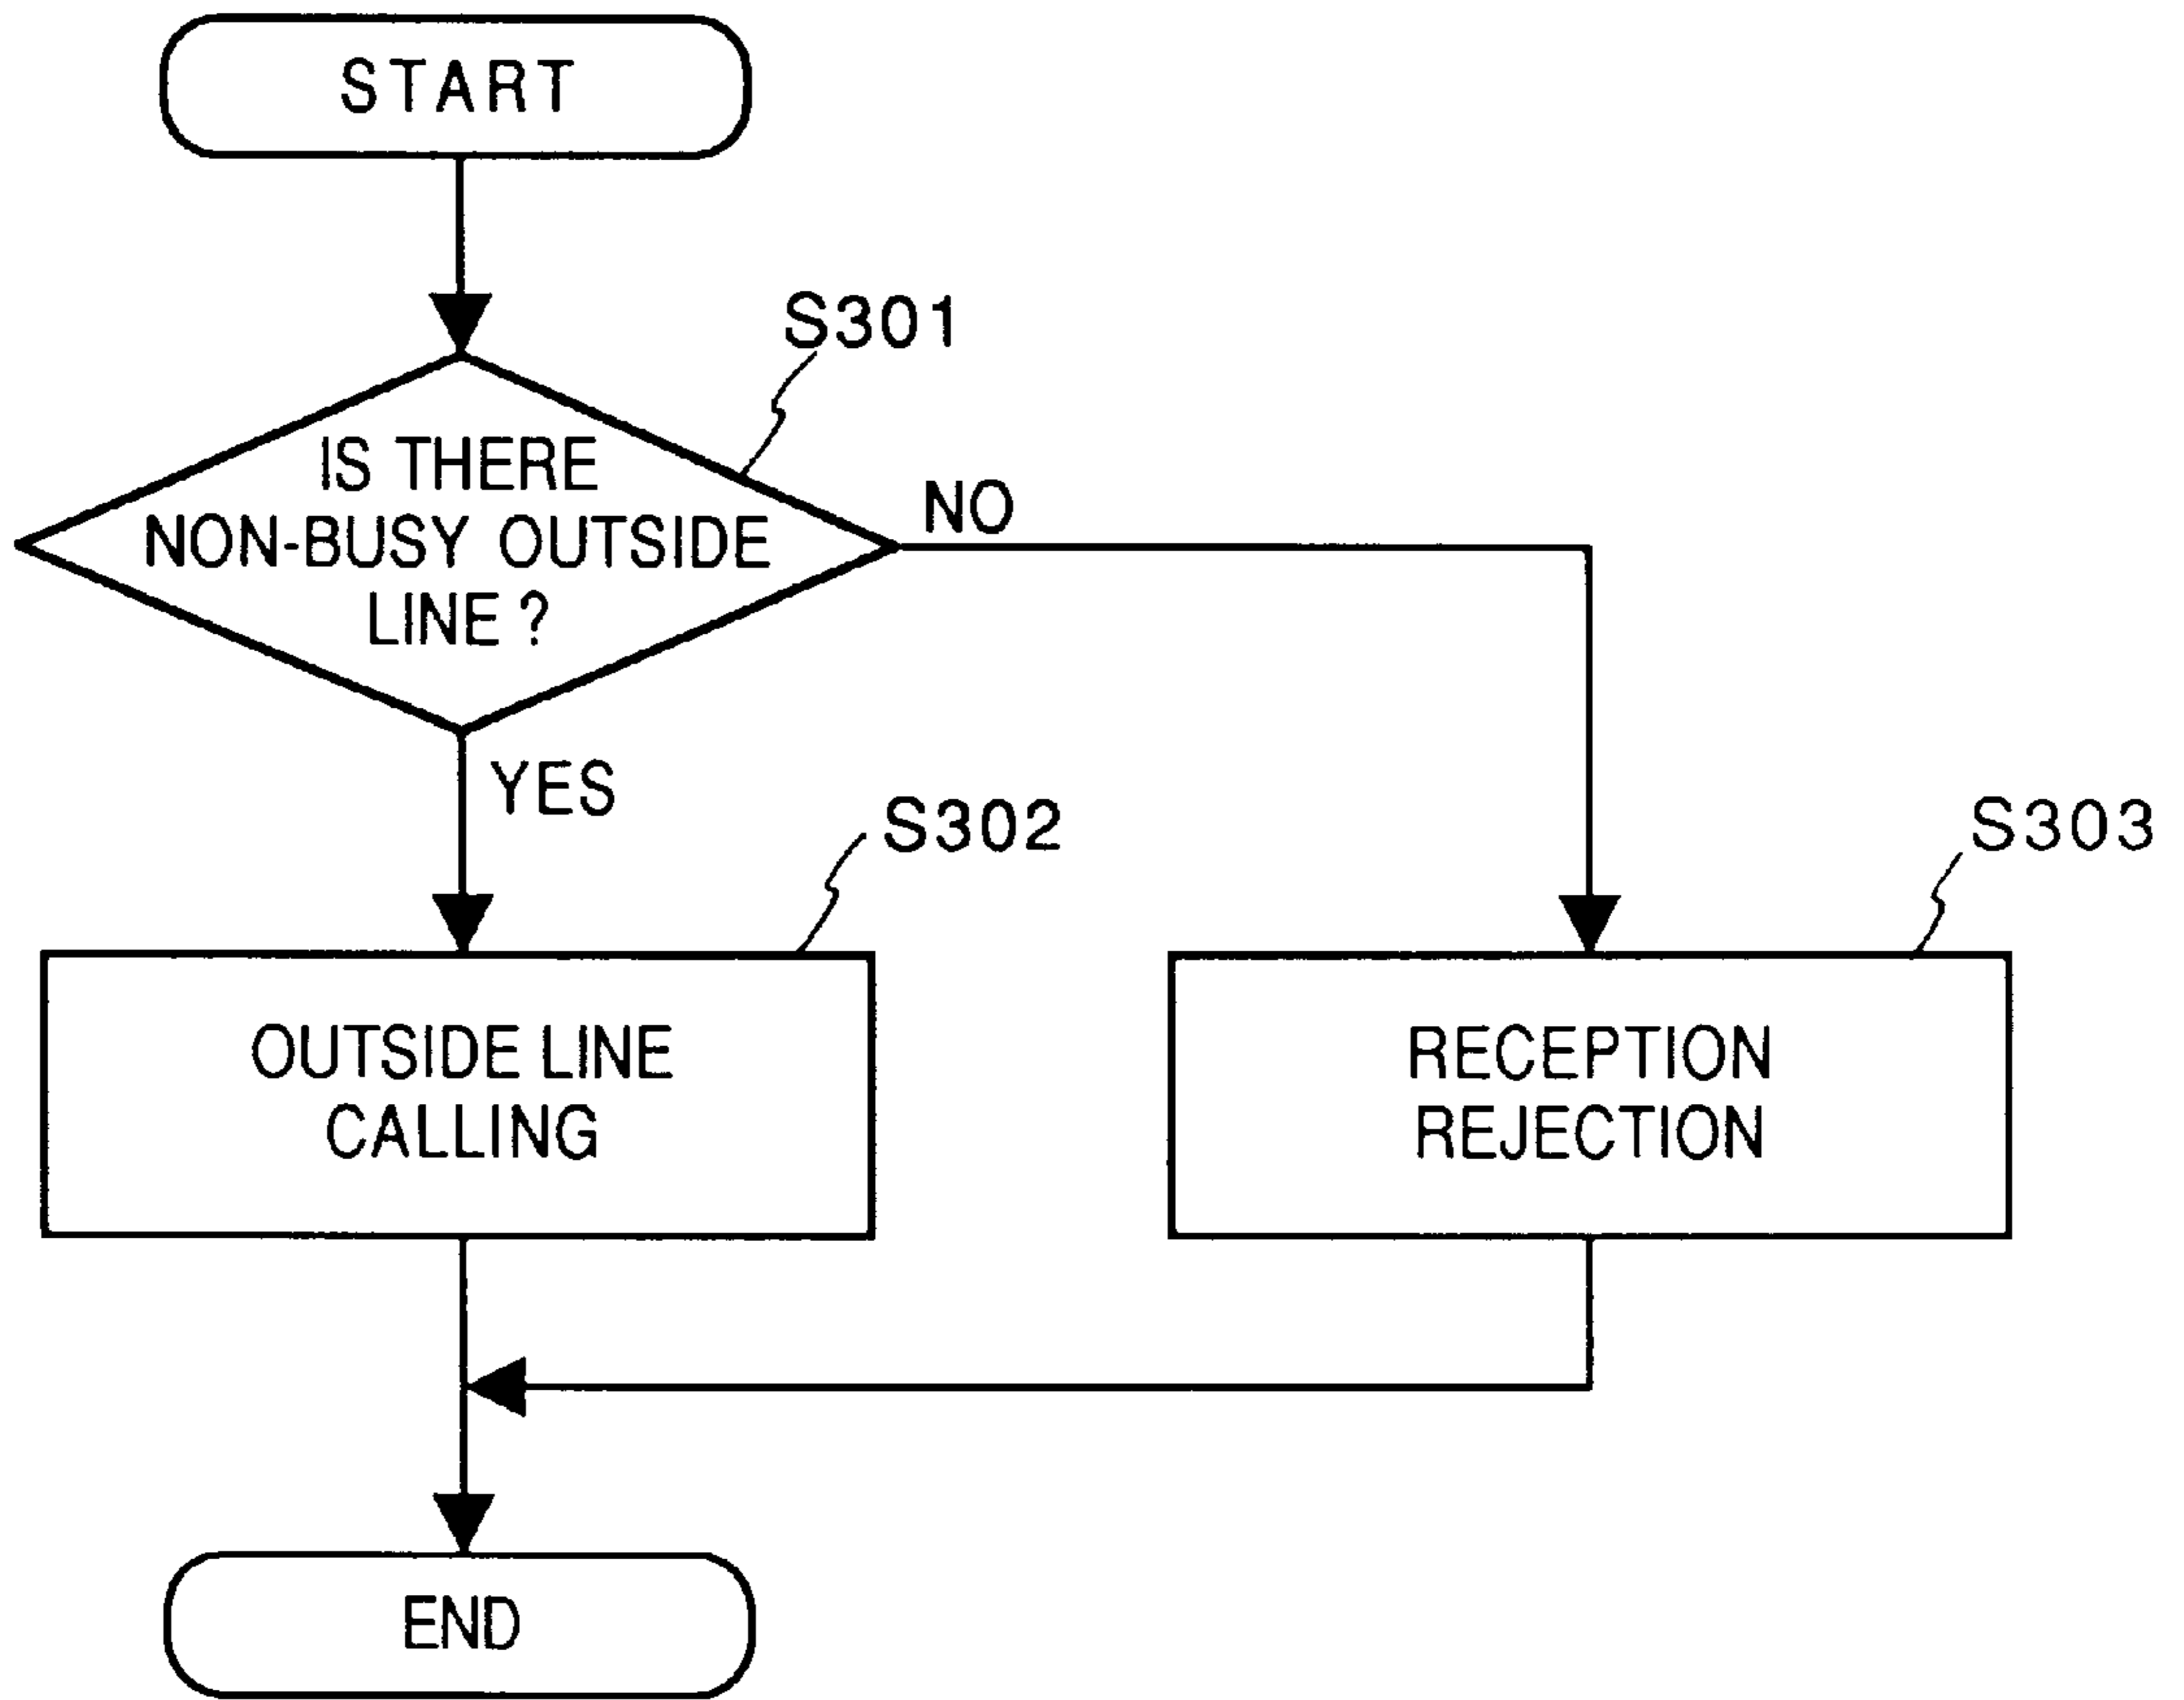 START
S301
IS THERE
NON-BUSY OUTSIDE
LINE ?
NO
YES
S302
S303
OUTSIDE LINE
CALLING
RECEPTION
REJECTION
END